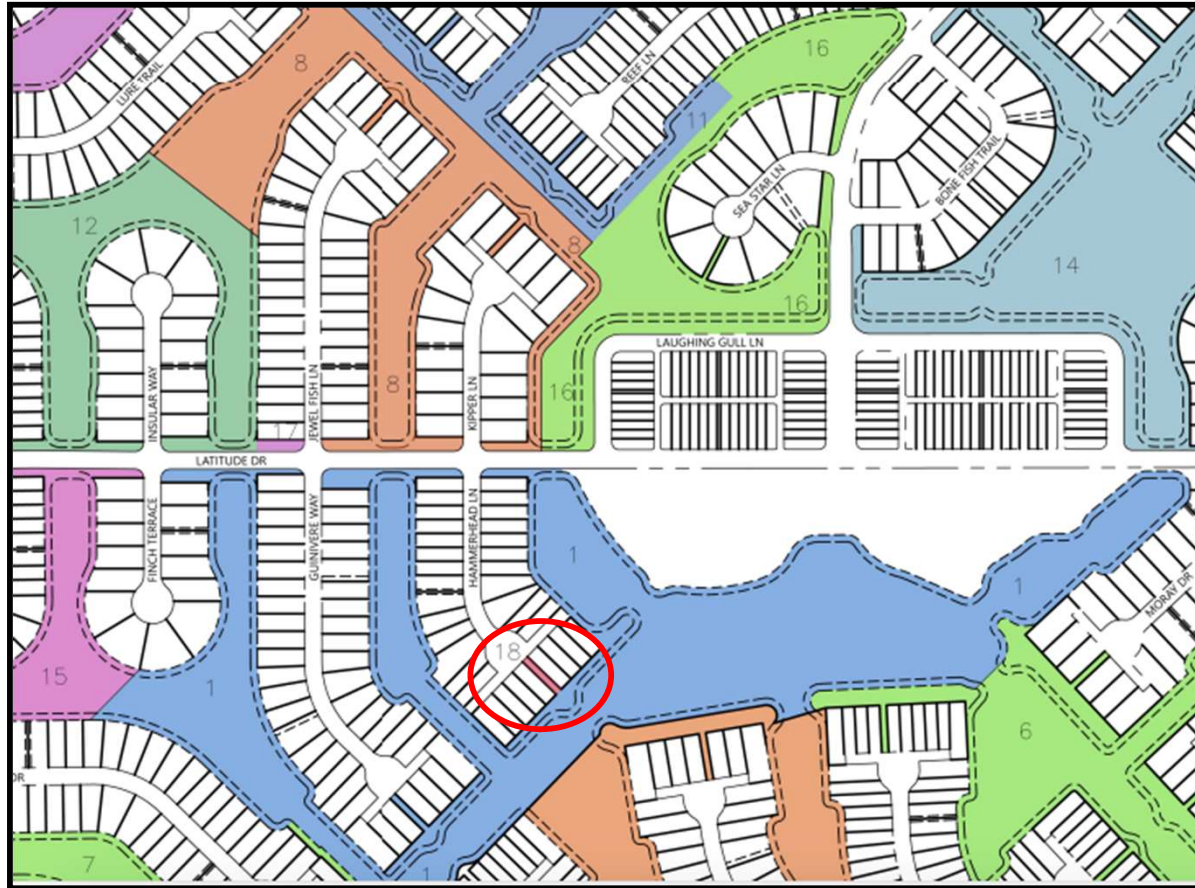 8
16
LURE TRAIL
REEF LN
11
BONE FISH TRAIL
SEA STAR LN
12
8
14
16
LAUGHING GULL LN
8
16
INSULAR WAY
JEWEL FISH LN
KIPPER LN
17
LATITUDE DR
FINCH TERRACE
GUINIVERE WAY
HAMMERHEAD LN
1
1
MORAY DR
18
15
1
6
DR
7
1